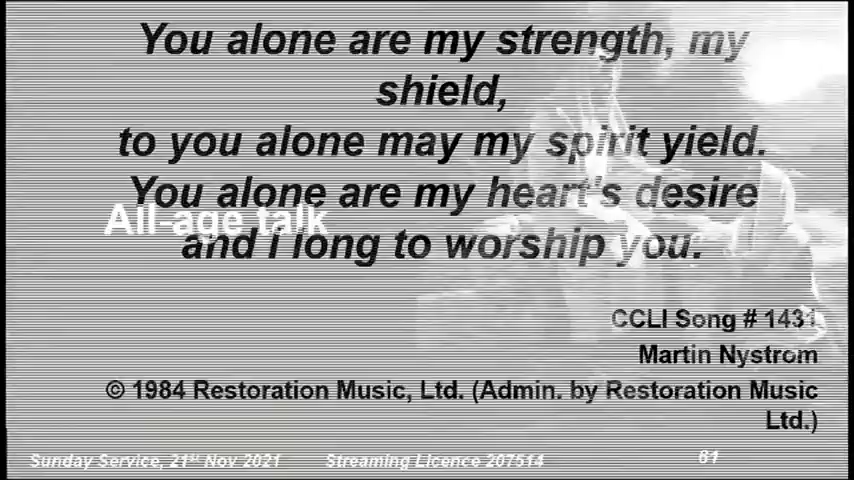 You alone are my strength, my
shield,
to you alone may my spirit yield.
You alone are my heart's desire
All-age talk
and I long to worship you.
CCLI Song # 1431
Martin Nystrom
© 1984 Restoration Music, Ltd. (Admin. by Restoration Music
Ltd.)
Sunday Service, 21st Nov 2021 Streaming Licence 207514 61